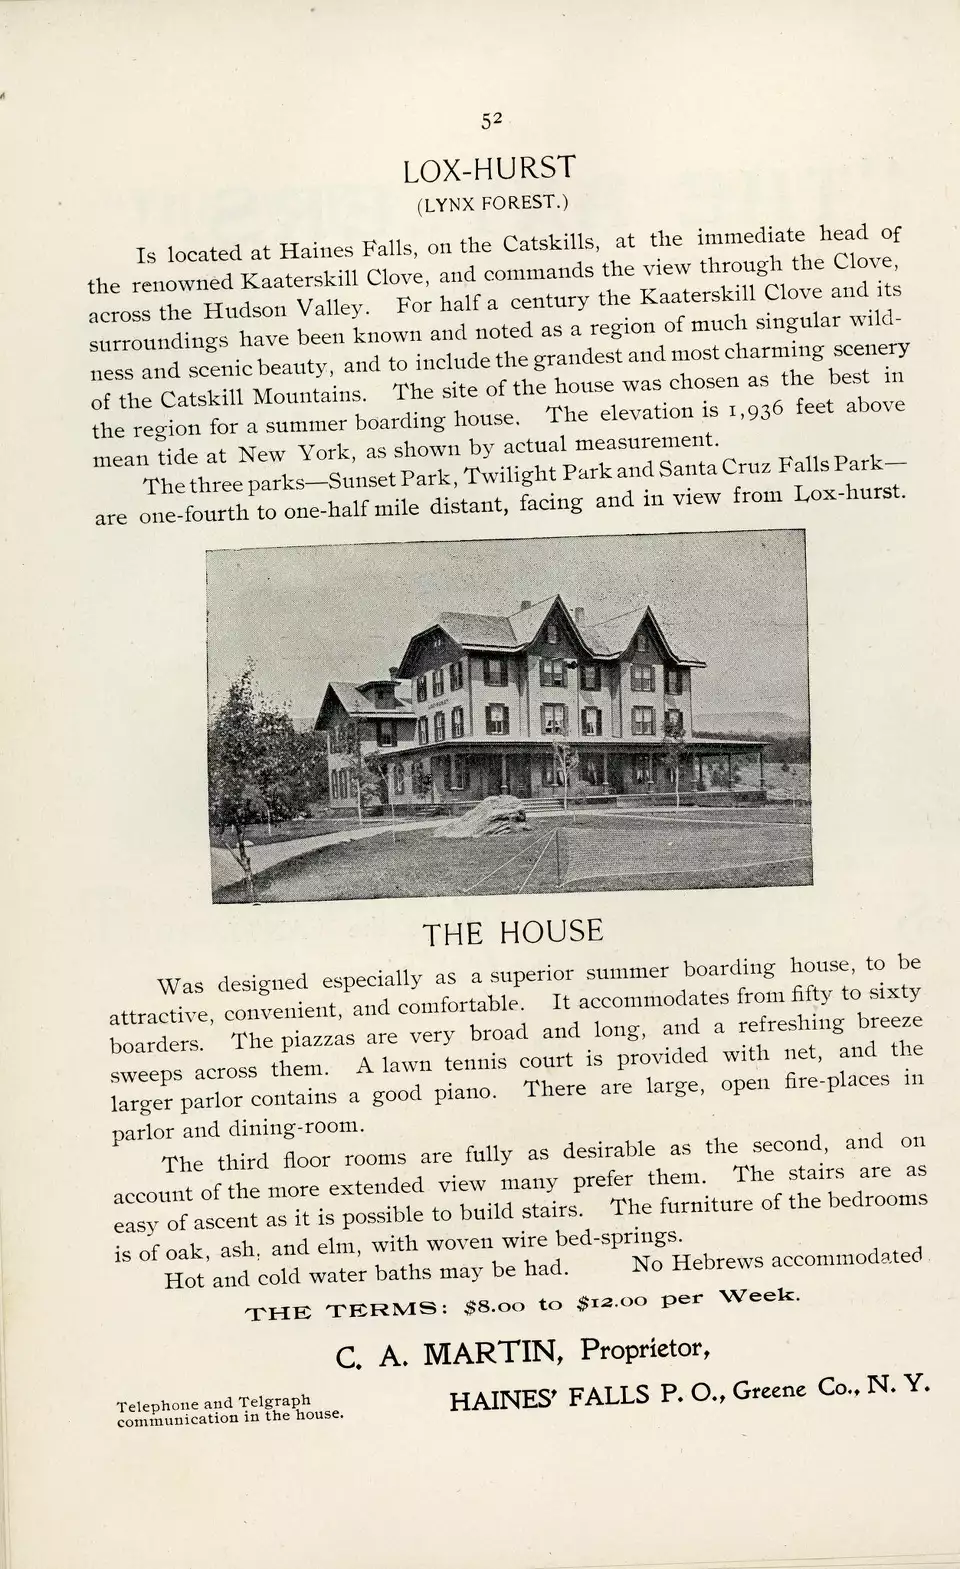 52
LOX-HURST
(LYNX FOREST.)
Is located at Haines Falls, on the Catskills, at the immediate head of
the renowned Kaaterskill Clove, and commands the view through the Clove,
across the Hudson Valley. For half a century the Kaaterskill Clove and its
surroundings have been known and noted as a region of much singular wild-
ness and scenic beauty, and to include the grandest and most charming scenery
of the Catskill Mountains. The site of the house was chosen as the best in
the region for a summer boarding house. The elevation is 1,936 feet above
mean tide at New York, as shown by actual measurement.
The three parks—Sunset Park, Twilight Park and Santa Cruz Falls Park—
are one-fourth to one-half mile distant, facing and in view from Lox-hurst.
THE HOUSE
Was designed especially as a superior summer boarding house, to be
attractive, convenient, and comfortable. It accommodates from fifty to sixty
boarders. The piazzas are very broad and long, and a refreshing breeze
sweeps across them. A lawn tennis court is provided with net, and the
larger parlor contains a good piano. There are large, open fire-places in
parlor and dining-room.
The third floor rooms are fully as desirable as the second, and on
account of the more extended view many prefer them. The stairs are as
easy of ascent as it is possible to build stairs. The furniture of the bedrooms
is of oak, ash, and elm, with woven wire bed-springs.
Hot and cold water baths may be had. No Hebrews accommodated.
THE TERMS: $8.00 to $12.00 per Week.
C. A. MARTIN, Proprietor,
HAINES' FALLS P. O., Greene Co., N. Y.
Telephone and Telgraph
communication in the house.